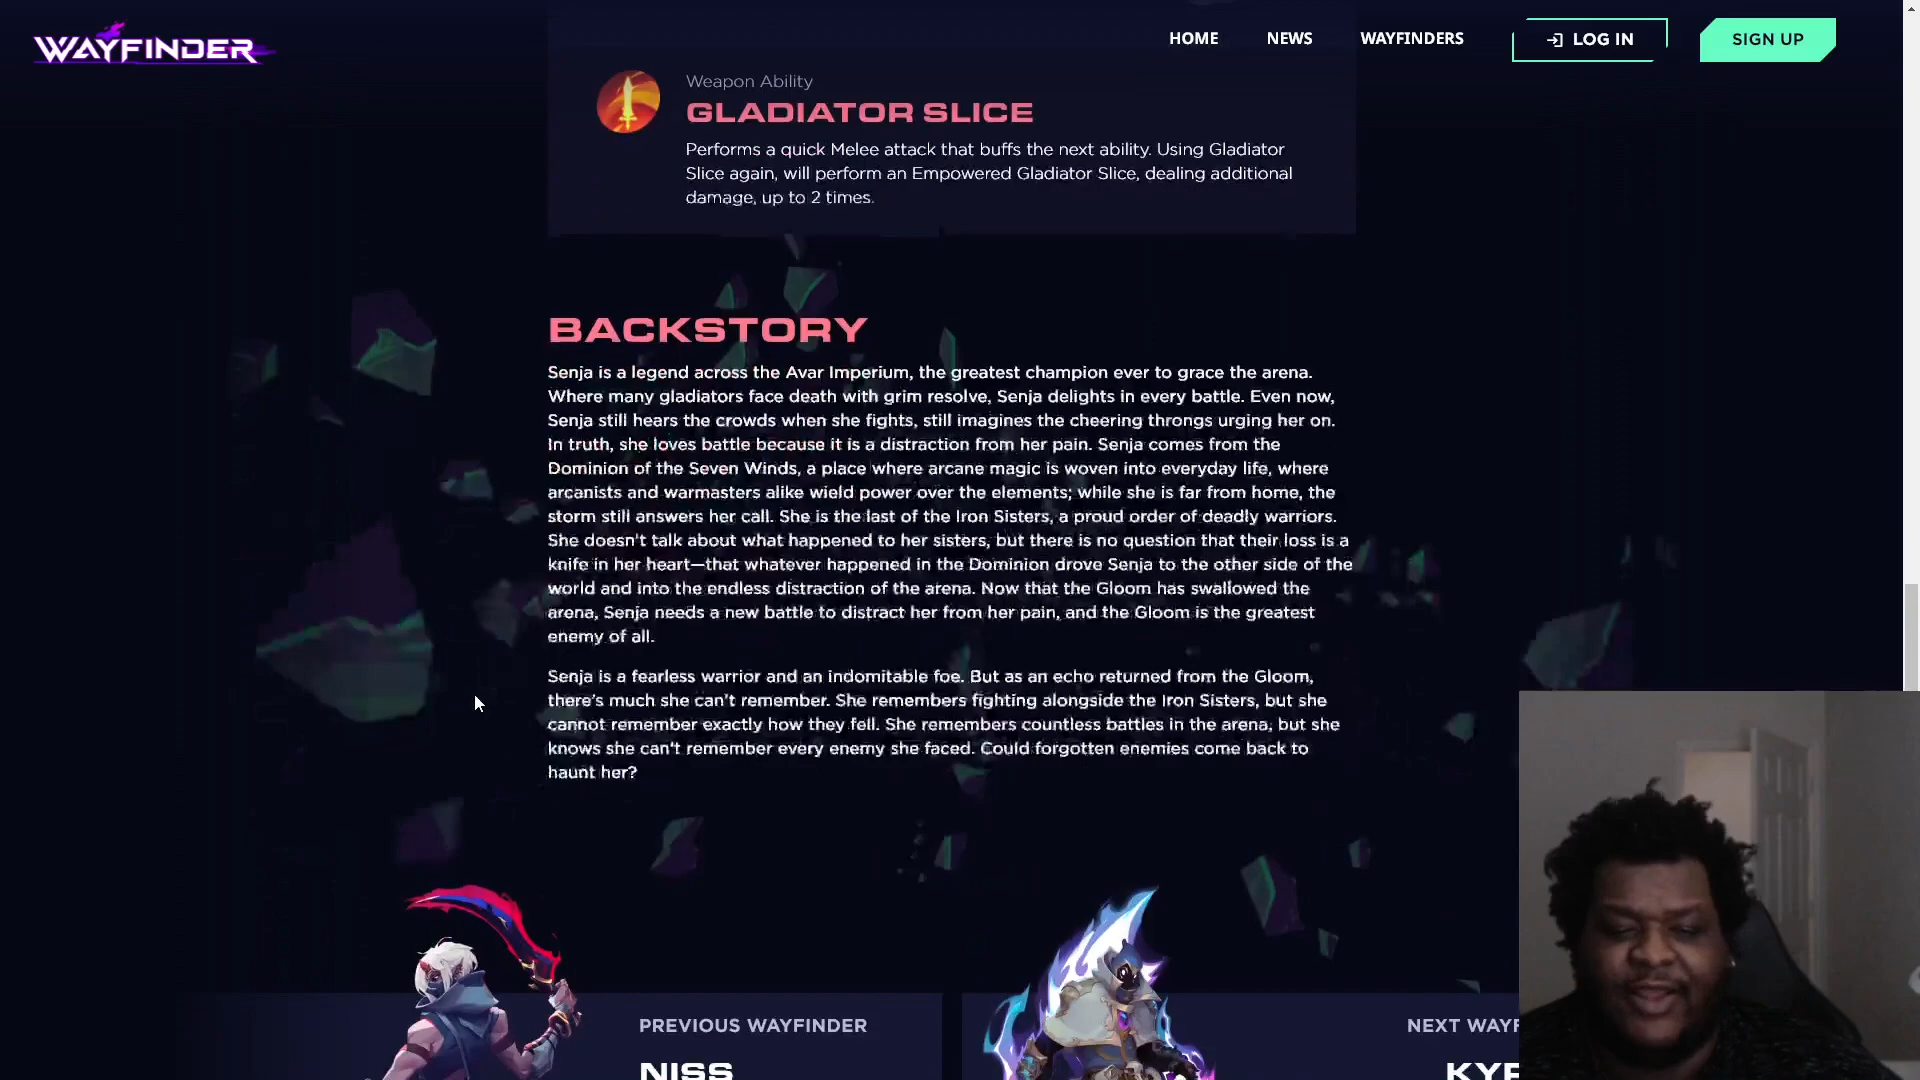 WAYFINDER
HOME
NEWS
WAYFINDERS
LOG IN
SIGN UP
Weapon Ability
GLADIATOR SLICE
Performs a quick Melee attack that buffs the next ability. Using Gladiator
Slice again, will perform an Empowered Gladiator Slice, dealing additional
damage, up to 2 times.
BACKSTORY
Senja is a legend across the Avar Imperium, the greatest champion ever to grace the arena.
Where many gladiators face death with grim resolve, Senja delights in every battle. Even now,
Senja still hears the crowds when she fights, still imagines the cheering throngs urging her on.
In truth, she loves battle because it is a distraction from her pain. Senja comes from the
Dominion of the Seven Winds, a place where arcane magic is woven into everyday life, where
arcanists and warmasters alike wield power over the elements; while she is far from home, the
storm still answers her call. She is the last of the Iron Sisters, a proud order of deadly warriors.
She doesn't talk about what happened to her sisters, but there is no question that their loss is a
knife in her heart—that whatever happened in the Dominion drove Senja to the other side of the
world and into the endless distraction of the arena. Now that the Gloom has swallowed the
arena, Senja needs a new battle to distract her from her pain, and the Gloom is the greatest
enemy of all.
Senja is a fearless warrior and an indomitable foe. But as an echo returned from the Gloom,
there's much she can't remember. She remembers fighting alongside the Iron Sisters, but she
cannot remember exactly how they fell. She remembers countless battles in the arena, but she
knows she can't remember every enemy she faced. Could forgotten enemies come back to
haunt her?
PREVIOUS WAYFINDER
NISS
NEXT